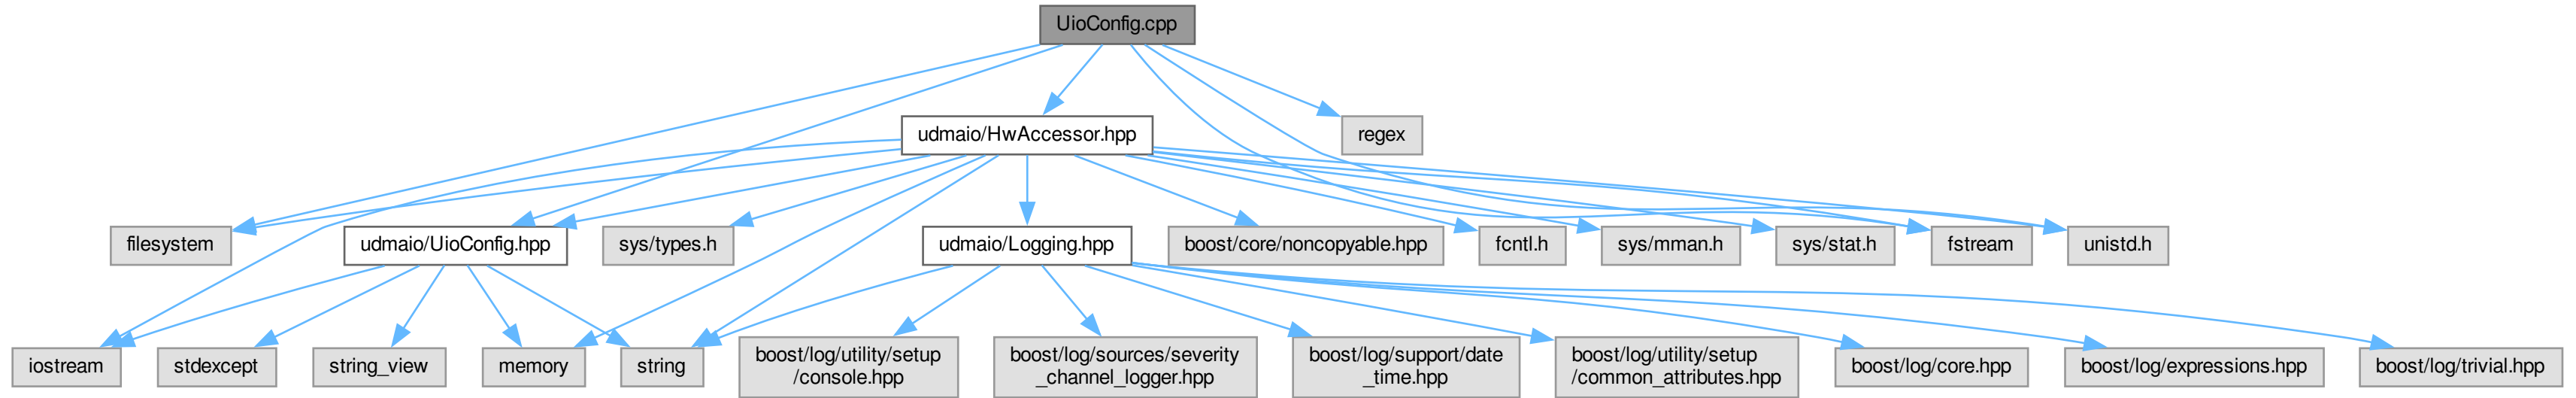 UioConfig.cpp
udmaio/HwAccessor.hpp
regex
filesystem
udmaio/UioConfig.hpp
sys/types.h
udmaio/Logging.hpp
boost/core/noncopyable.hpp
fcntl.h
sys/mman.h
sys/stat.h
fstream
unistd.h
iostream
stdexcept
string_view
memory
string
boost/log/utility/setup
/console.hpp
boost/log/sources/severity
_channel_logger.hpp
boost/log/support/date
_time.hpp
boost/log/utility/setup
/common_attributes.hpp
boost/log/core.hpp
boost/log/expressions.hpp
boost/log/trivial.hpp